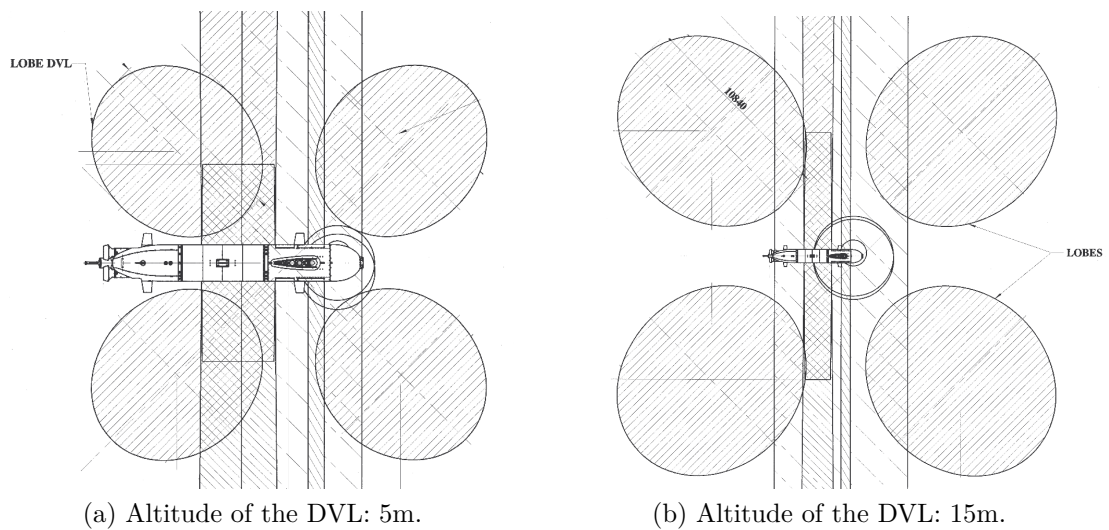 LOBE DVL
10840
LOBES
(a) Altitude of the DVL: 5m.
(b) Altitude of the DVL: 15m.